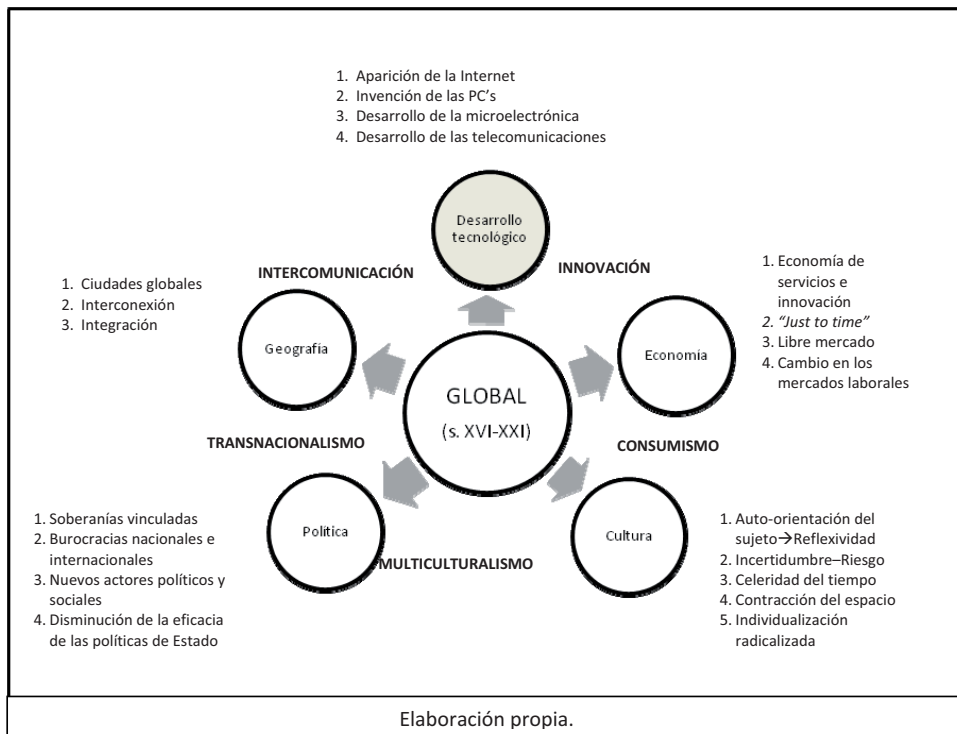 1. Aparición de la Internet
2. Invención de las PC’s
3. Desarrollo de la microelectrónica
4. Desarrollo de las telecomunicaciones
Desarrollo
tecnológico
INTERCOMUNICACIÓN
INNOVACIÓN
1. Ciudades globales
2. Interconexión
3. Integración
Geografía
1. Economía de
servicios e
innovación
2. “Just to time”
3. Libre mercado
4. Cambio en los
mercados laborales
Economía
GLOBAL
(s. XVI-XXI)
TRANSNACIONALISMO
CONSUMISMO
1. Soberanías vinculadas
2. Burocracias nacionales e
internacionales
3. Nuevos actores políticos y
sociales
4. Disminución de la eficacia
de las políticas de Estado
Política
MULTICULTURALISMO
Cultura
1. Auto-orientación del
sujeto→Reflexividad
2. Incertidumbre–Riesgo
3. Celeridad del tiempo
4. Contracción del espacio
5. Individualización
radicalizada
Elaboración propia.